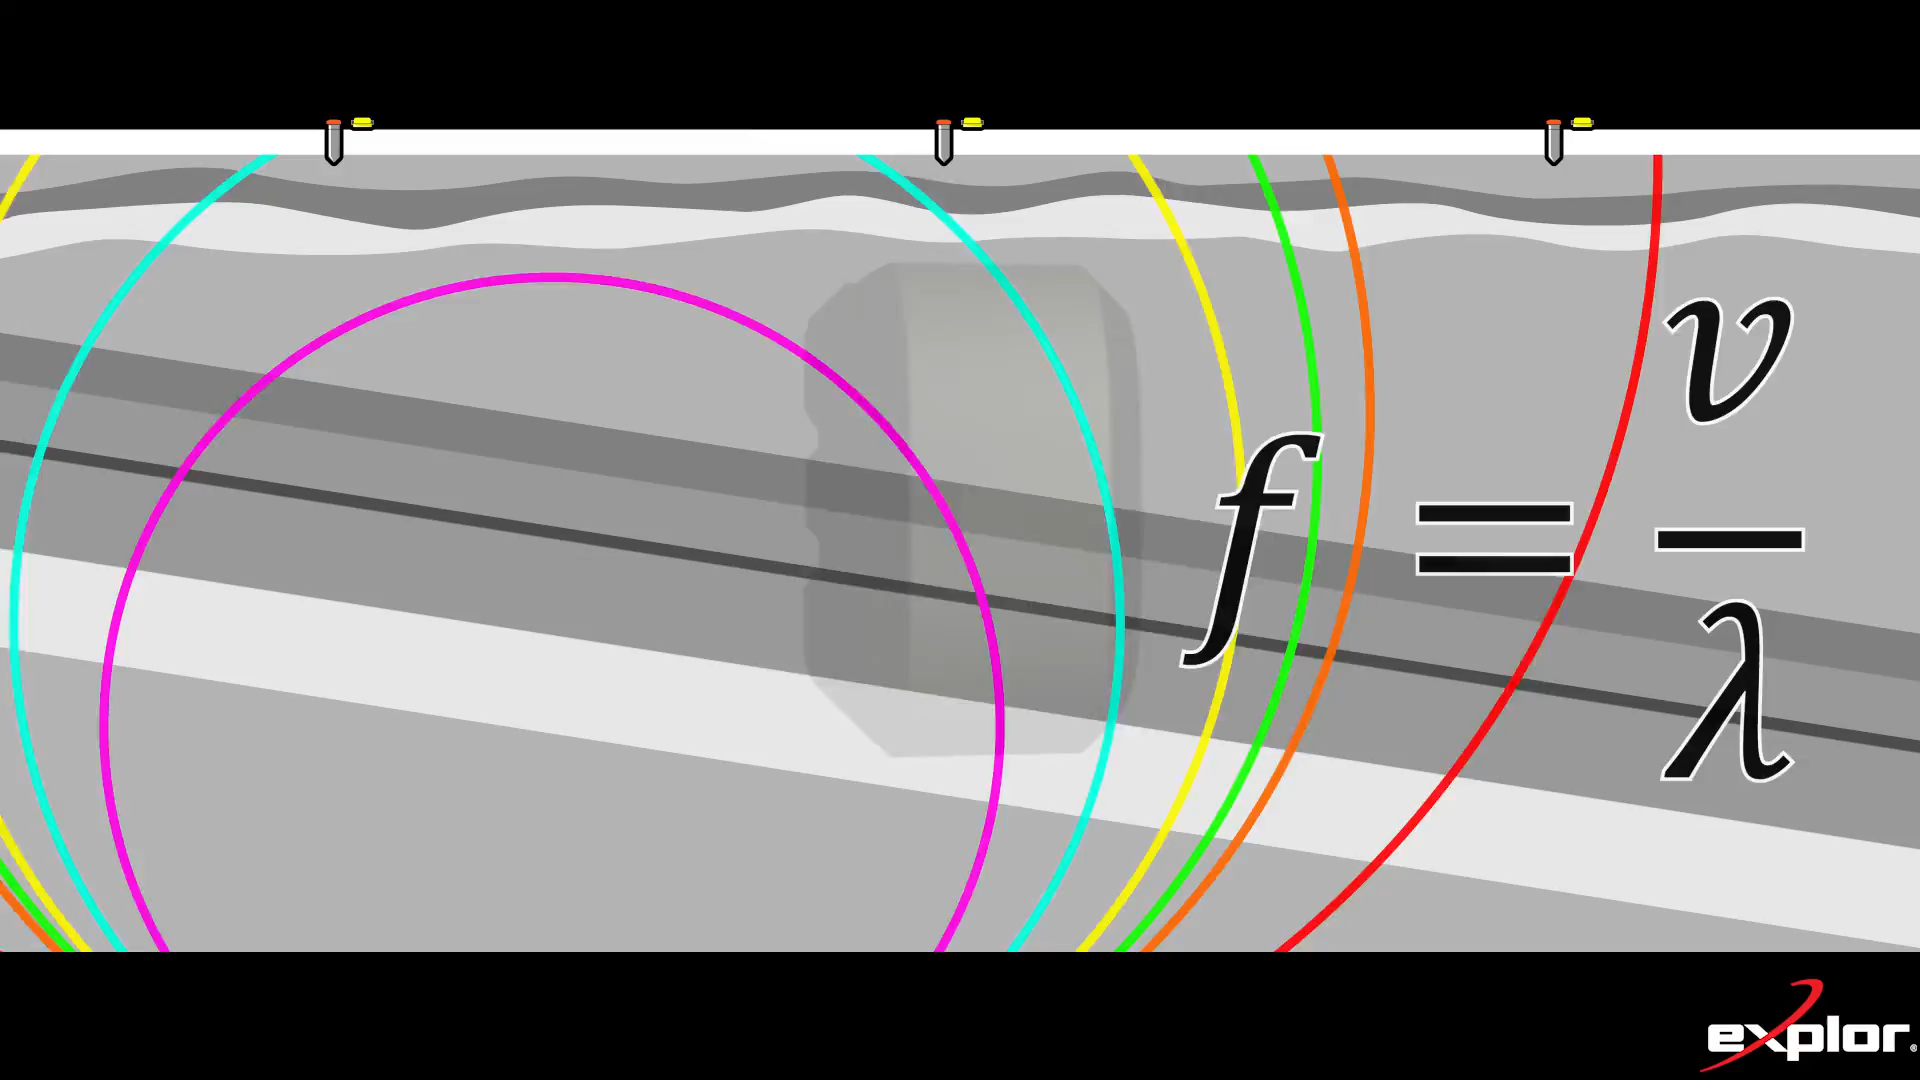 f = v
λ
explor®